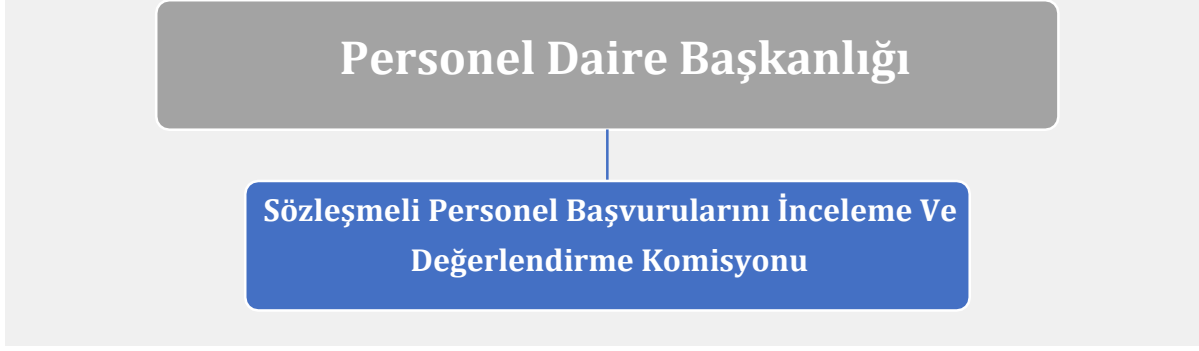 Personel Daire Başkanlığı
Sözleşmeli Personel Başvurularını İnceleme Ve
Değerlendirme Komisyonu